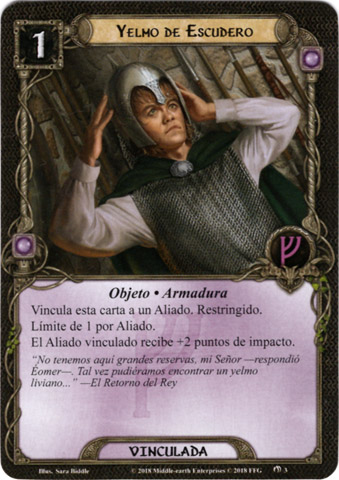 1
YELMO DE ESCUDERO
Objeto • Armadura
Vincula esta carta a un Aliado. Restringido.
Límite de 1 por Aliado.
El Aliado vinculado recibe +2 puntos de impacto.
"No tenemos aquí grandes reservas, mi Señor —respondió
Éomer—. Tal vez pudiéramos encontrar un yelmo
liviano..." —El Retorno del Rey
VINCULADA
Illus. Sara Biddle
© 2018 Middle-earth Enterprises © 2018 FFG
3